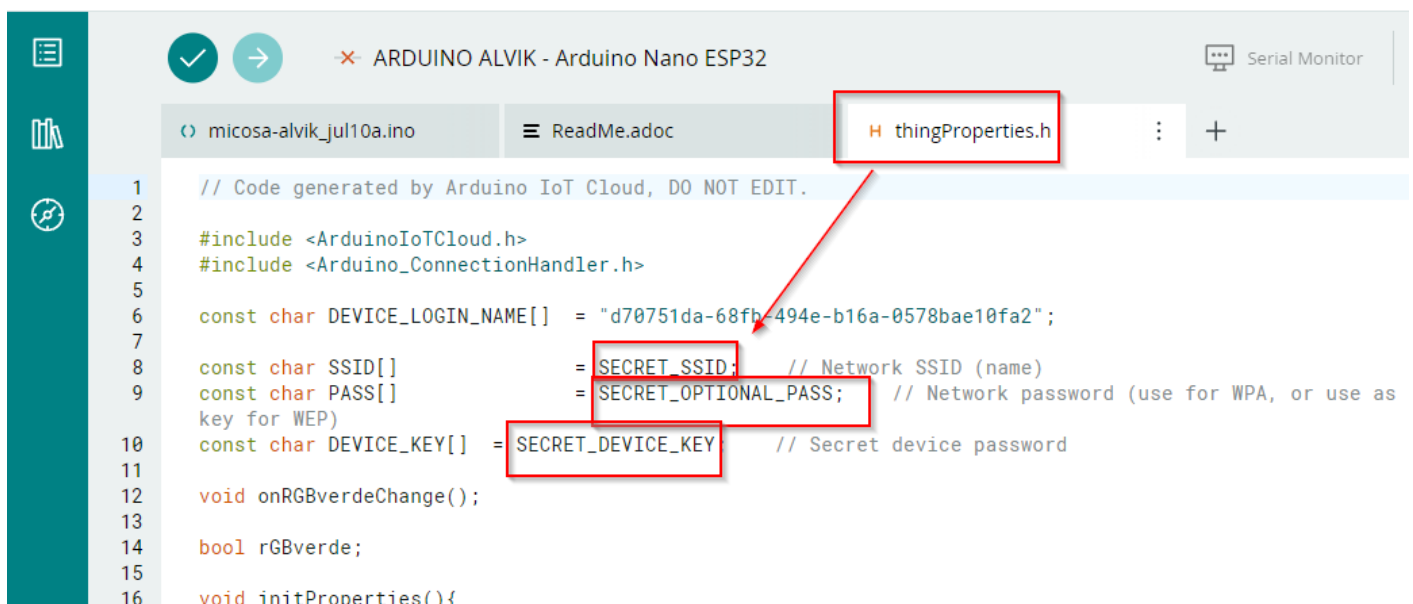 ARDUINO ALVIK - Arduino Nano ESP32
Serial Monitor
micosa-alvik_jul10a.ino
ReadMe.adoc
thingProperties.h
1 // Code generated by Arduino IoT Cloud, DO NOT EDIT.
2
3 #include <ArduinoIoTCloud.h>
4 #include <Arduino_ConnectionHandler.h>
5
6 const char DEVICE_LOGIN_NAME[] = "d70751da-68fb-494e-b16a-0578bae10fa2";
7
8 const char SSID[] = SECRET_SSID; // Network SSID (name)
9 const char PASS[] = SECRET_OPTIONAL_PASS; // Network password (use for WPA, or use as
key for WEP)
10 const char DEVICE_KEY[] = SECRET_DEVICE_KEY; // Secret device password
11
12 void onRGBverdeChange();
13
14 bool rGBverde;
15
16 void initProperties(){